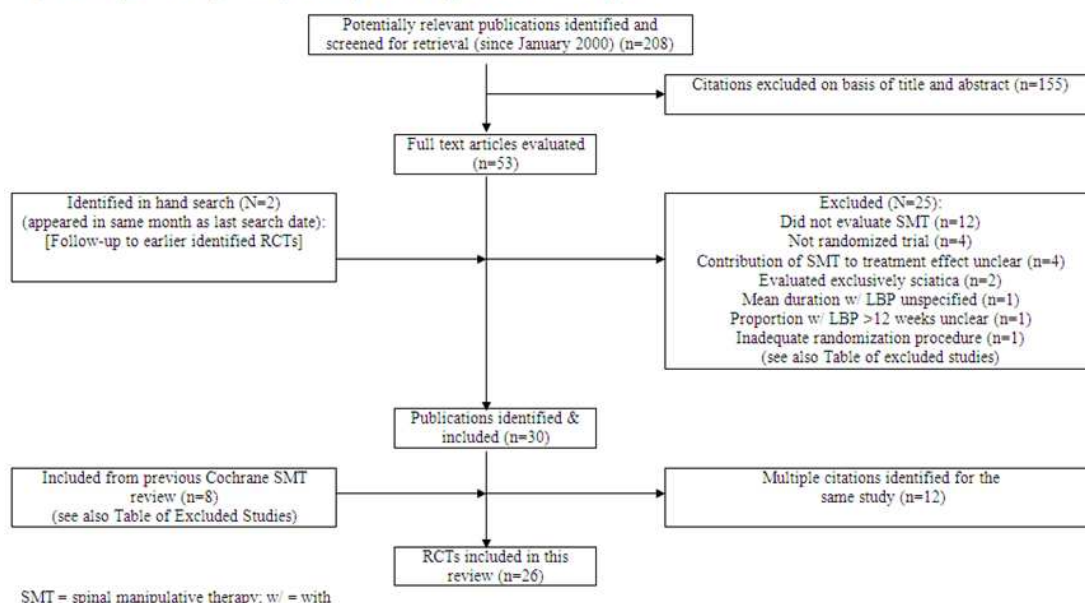 Potentially relevant publications identified and
screened for retrieval (since January 2000) (n=208)
Citations excluded on basis of title and abstract (n=155)
Full text articles evaluated
(n=53)
Identified in hand search (N=2)
(appeared in same month as last search date):
[Follow-up to earlier identified RCTs]
Excluded (N=25):
Did not evaluate SMT (n=12)
Not randomized trial (n=4)
Contribution of SMT to treatment effect unclear (n=4)
Evaluated exclusively sciatica (n=2)
Mean duration w/ LBP unspecified (n=1)
Proportion w/ LBP >12 weeks unclear (n=1)
Inadequate randomization procedure (n=1)
(see also Table of excluded studies)
Publications identified &
included (n=30)
Included from previous Cochrane SMT
review (n=8)
(see also Table of Excluded Studies)
Multiple citations identified for the
same study (n=12)
RCTs included in this
review (n=26)
SMT = spinal manipulative therapy; w/ = with